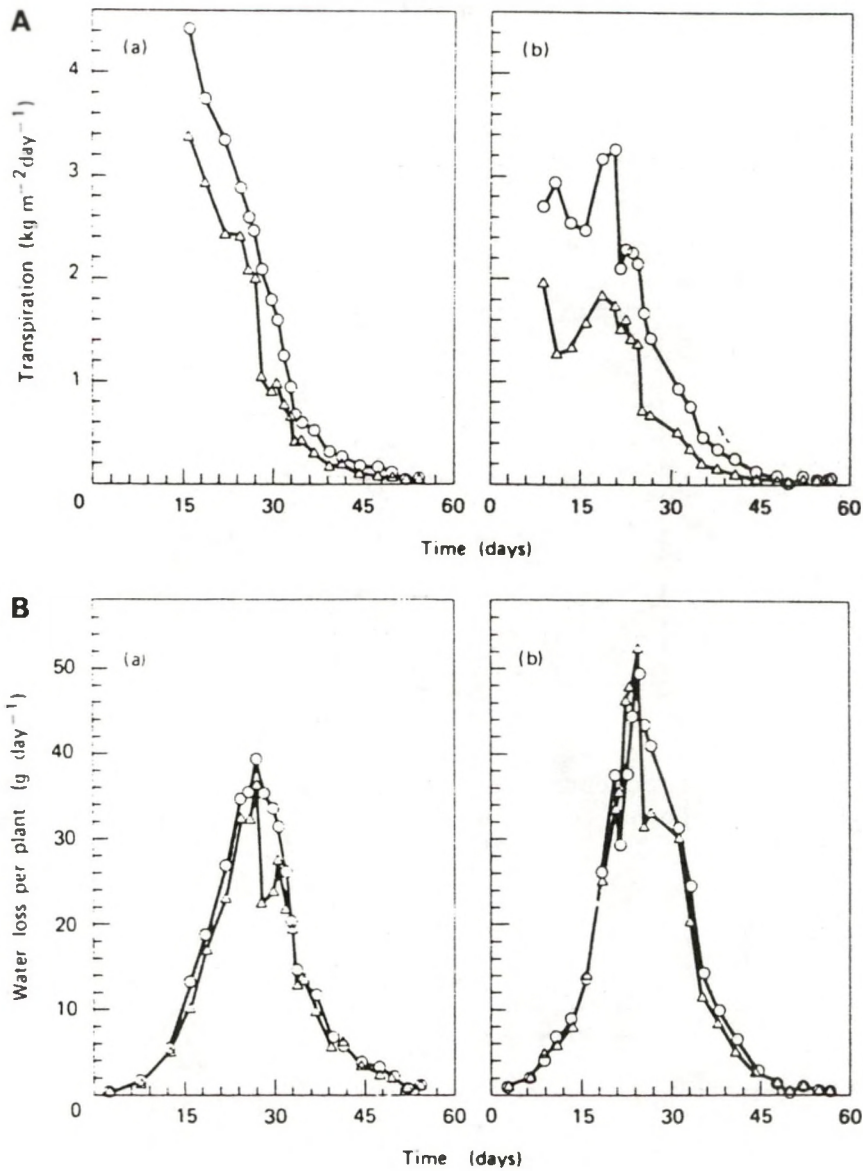 A
(a)
(b)
Transpiration (kg m⁻² day⁻¹)
4
3
2
1
0
15
30
45
60
0
15
30
45
60
Time (days)
B
(a)
(b)
Water loss per plant (g day⁻¹)
50
40
30
20
10
0
15
30
45
60
0
15
30
45
60
Time (days)